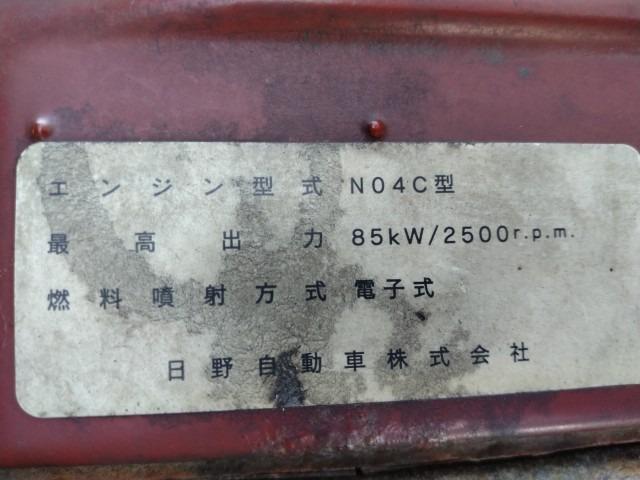 エンジン型式 N04C型
最高出力 85kW/2500r.p.m.
燃料噴射方式 電子式
日野自動車株式会社